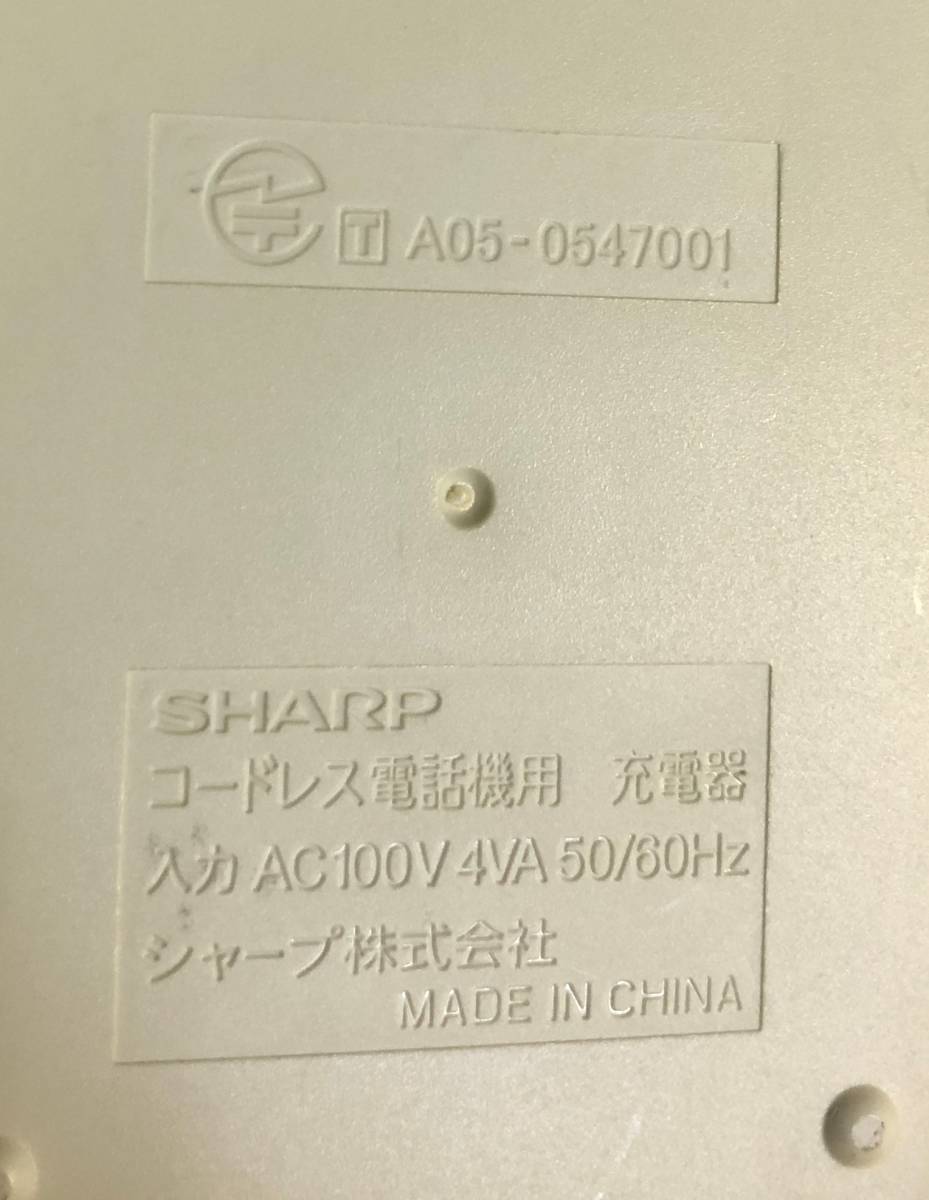 T A05-0547001
SHARP
コードレス電話機用 充電器
入力 AC100V 4VA 50/60Hz
シャープ株式会社
MADE IN CHINA